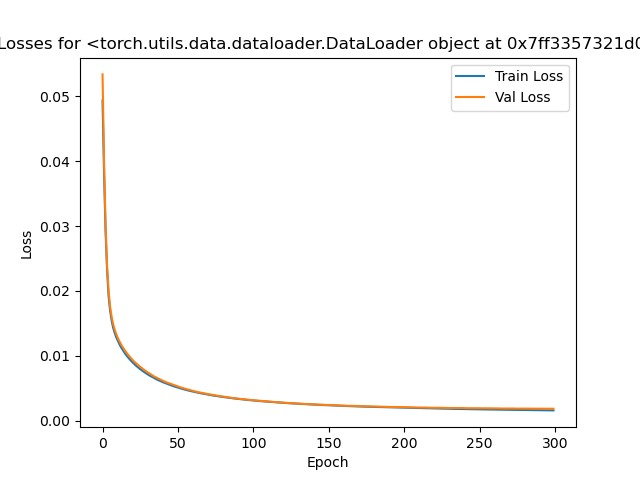 Losses for <torch.utils.data.dataloader.DataLoader object at 0x7ff3357321d0
Train Loss
Val Loss
0.05
0.04
0.03
0.02
0.01
0.00
Loss
0 50 100 150 200 250 300
Epoch